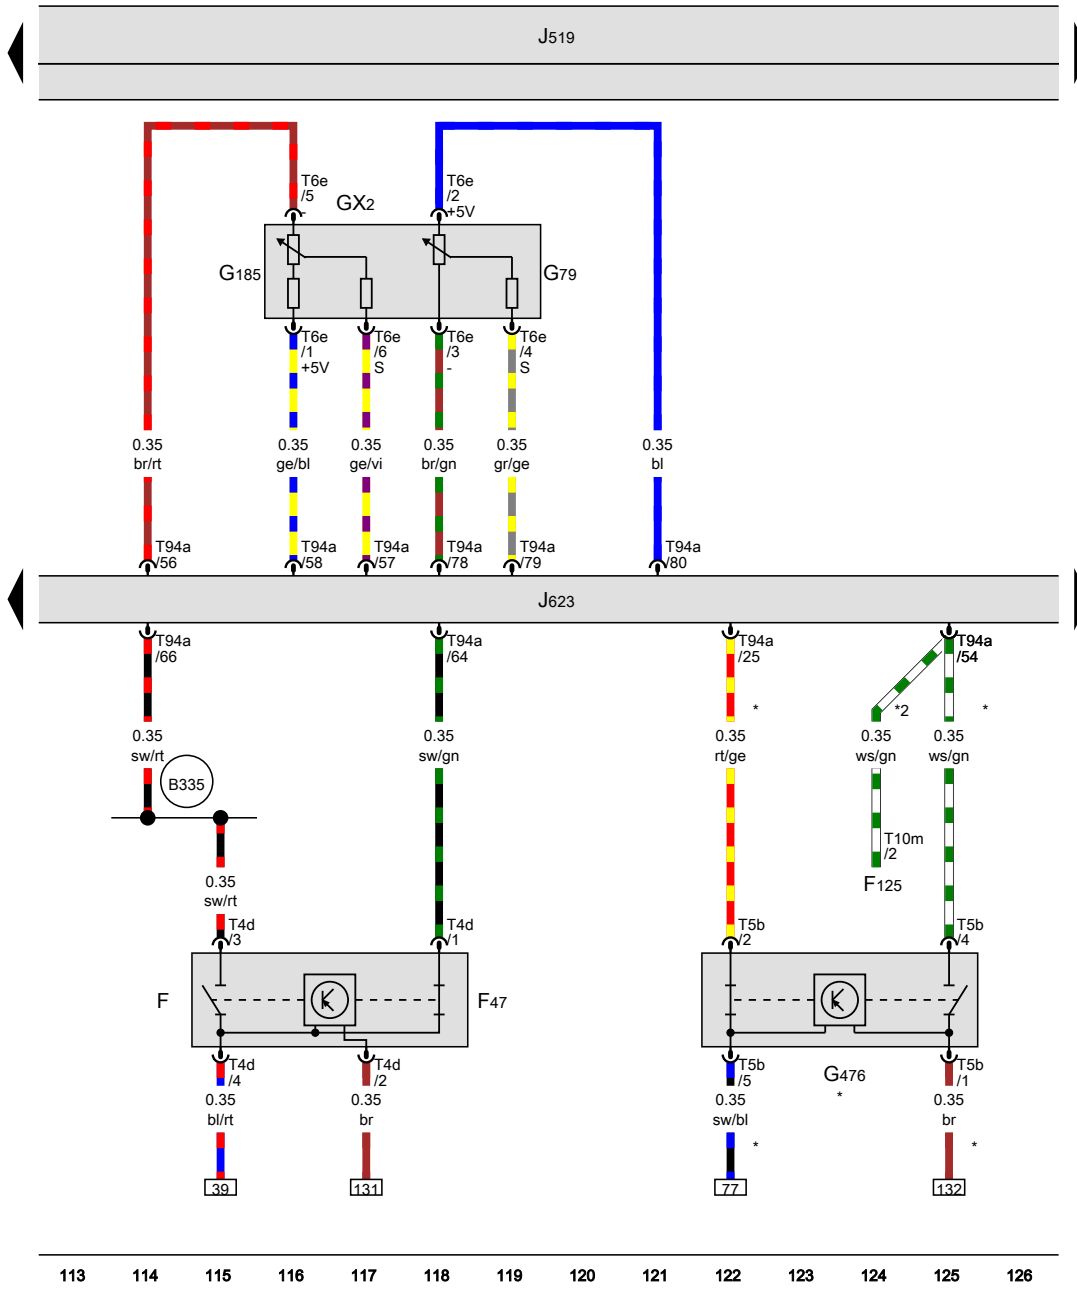 J519
T6e
/5
-
GX2
T6e
/2
+5V
G185
G79
T6e
/1
+5V
T6e
/6
S
T6e
/3
-
T6e
/4
S
0.35
br/rt
0.35
ge/bl
0.35
ge/vi
0.35
br/gn
0.35
gr/ge
0.35
bl
T94a
/56
T94a
/58
T94a
/57
T94a
/78
T94a
/79
T94a
/80
J623
T94a
/66
T94a
/64
T94a
/25
T94a
/54
*
*2
*
0.35
sw/rt
0.35
sw/gn
0.35
rt/ge
0.35
ws/gn
0.35
ws/gn
B335
T10m
/2
F125
0.35
sw/rt
T4d
/3
T4d
/1
T5b
/2
T5b
/4
F
F47
T4d
/4
T4d
/2
T5b
/5
G476
*
T5b
/1
0.35
bl/rt
0.35
br
0.35
sw/bl
*
0.35
br
*
39
131
77
132
113 114 115 116 117 118 119 120 121 122 123 124 125 126